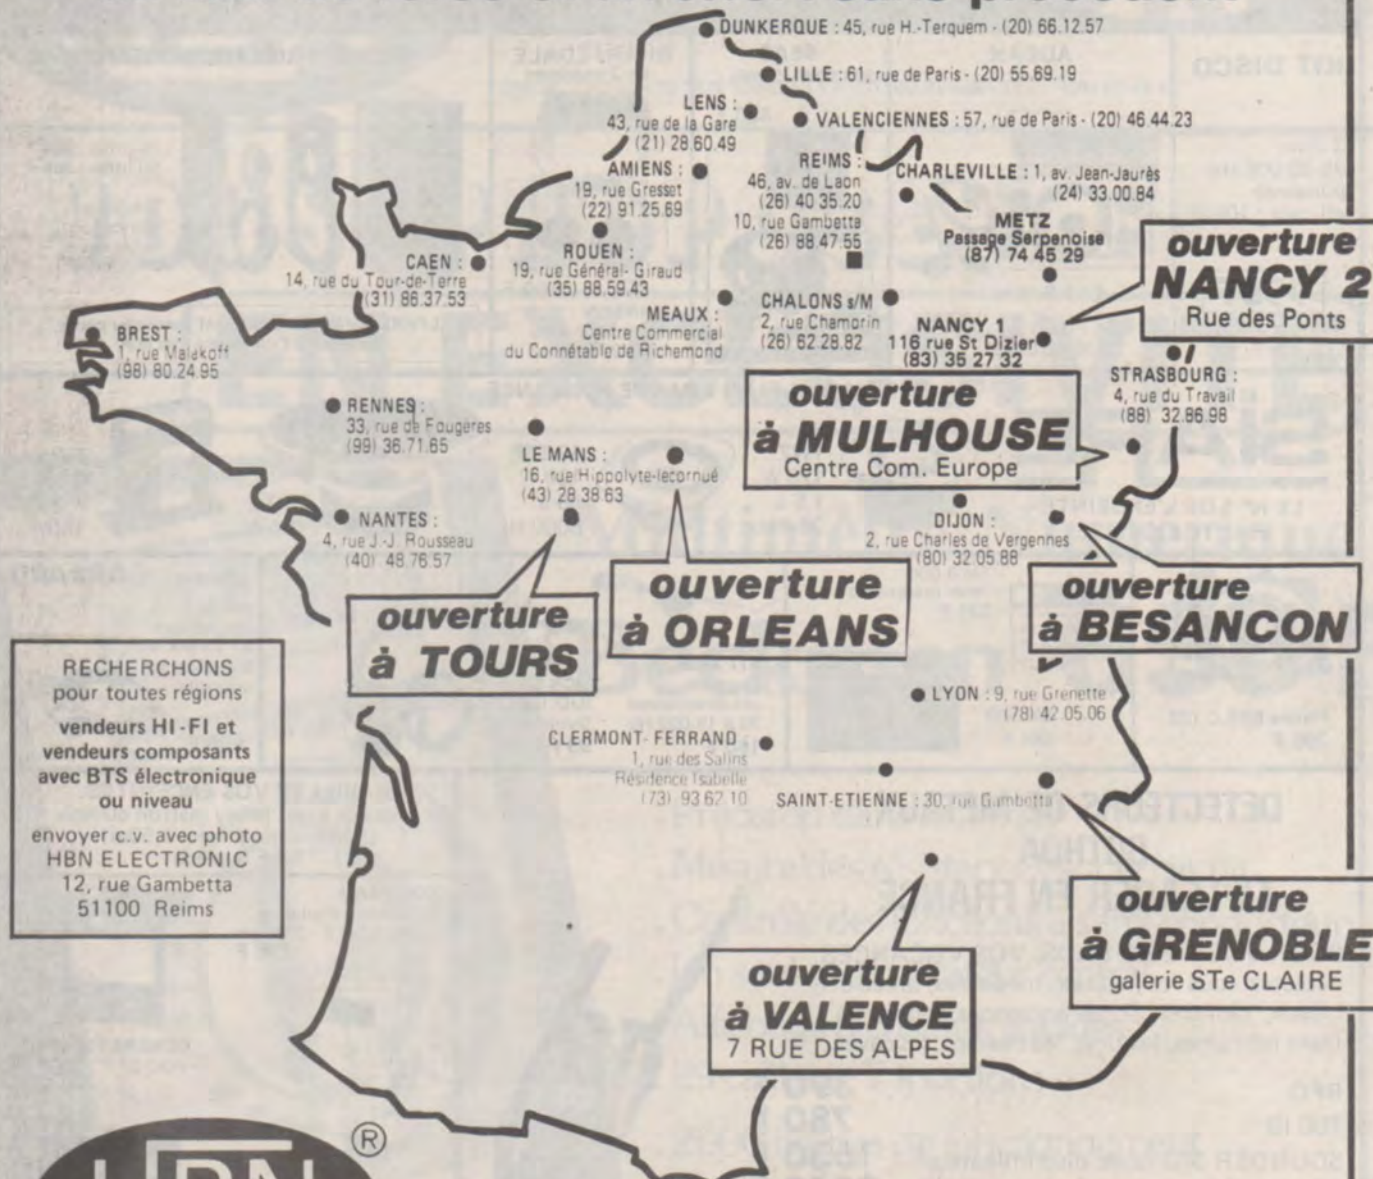 DUNKERQUE : 45, rue H.-Terquem - (20) 66.12.57
LILLE : 61, rue de Paris - (20) 55.69.19
LENS :
43, rue de la Gare
(21) 28.60.49
VALENCIENNES : 57, rue de Paris - (20) 46.44.23
AMIENS :
19, rue Gresset
(22) 91.25.69
REIMS :
46, av. de Laon
(26) 40.35.20
10, rue Gambetta
(26) 88.47.55
CHARLEVILLE : 1, av. Jean-Jaurès
(24) 33.00.84
METZ
Passage Serpenoise
(87) 74 45 29
ouverture
NANCY 2
Rue des Ponts
CAEN :
14, rue du Tour-de-Terre
(31) 86.37.53
ROUEN :
19, rue Général- Giraud
(35) 88.59.43
MEAUX :
Centre Commercial
du Connétable de Richemond
CHALONS s/M
2, rue Chamorin
(26) 62.28.82
NANCY 1
116 rue St Dizier
(83) 35 27 32
BREST :
1, rue Malakoff
(98) 80.24.95
STRASBOURG :
4, rue du Travail
(88) 32.86.98
ouverture
à MULHOUSE
Centre Com. Europe
RENNES :
33, rue de Fougères
(99) 36.71.65
LE MANS :
16, rue Hippolyte-lecornué
(43) 28.38.63
NANTES :
4, rue J.-J. Rousseau
(40) 48.76.57
DIJON :
2, rue Charles de Vergennes
(80) 32.05.88
ouverture
à TOURS
ouverture
à ORLEANS
ouverture
à BESANCON
RECHERCHONS
pour toutes régions
vendeurs HI-FI et
vendeurs composants
avec BTS électronique
ou niveau
envoyer c.v. avec photo
HBN ELECTRONIC
12, rue Gambetta
51100 Reims
LYON : 9, rue Grenette
(78) 42.05.06
CLERMONT- FERRAND :
1, rue des Salins
Résidence Isabelle
(73) 93.62.10
SAINT-ETIENNE : 30, rue Gambetta
ouverture
à GRENOBLE
galerie STe CLAIRE
ouverture
à VALENCE
7 RUE DES ALPES
HBN ®